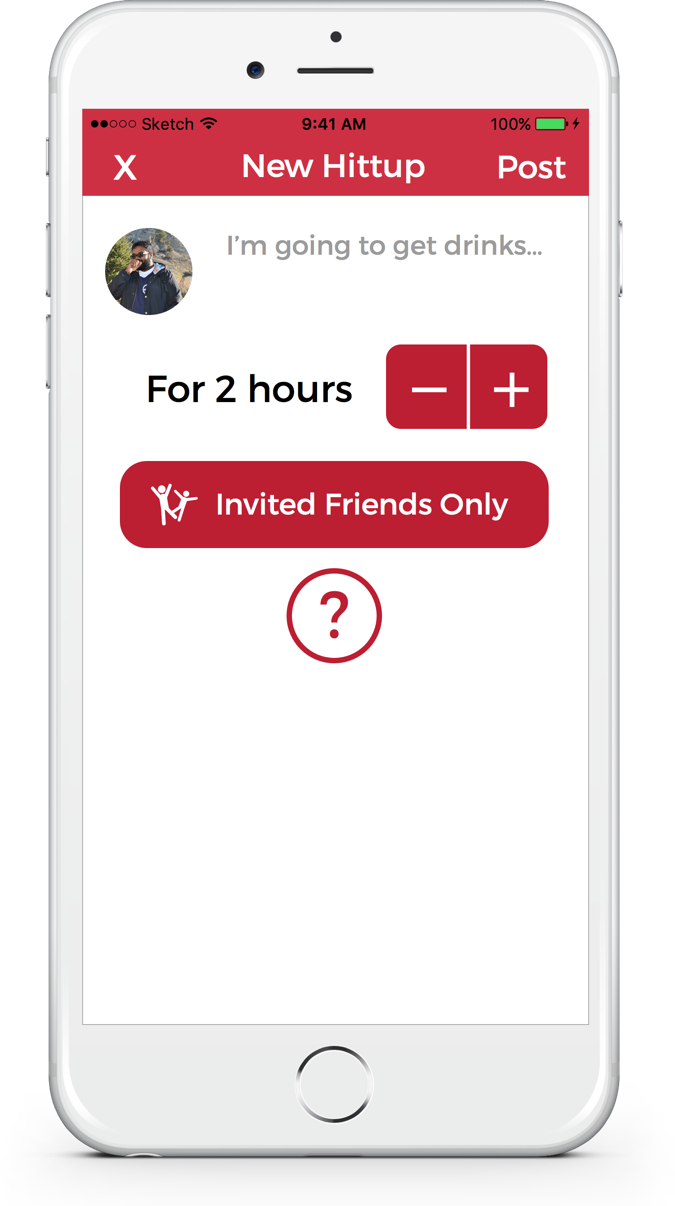 Sketch 9:41 AM 100%
X New Hittup Post
I’m going to get drinks...
For 2 hours − +
Invited Friends Only
?